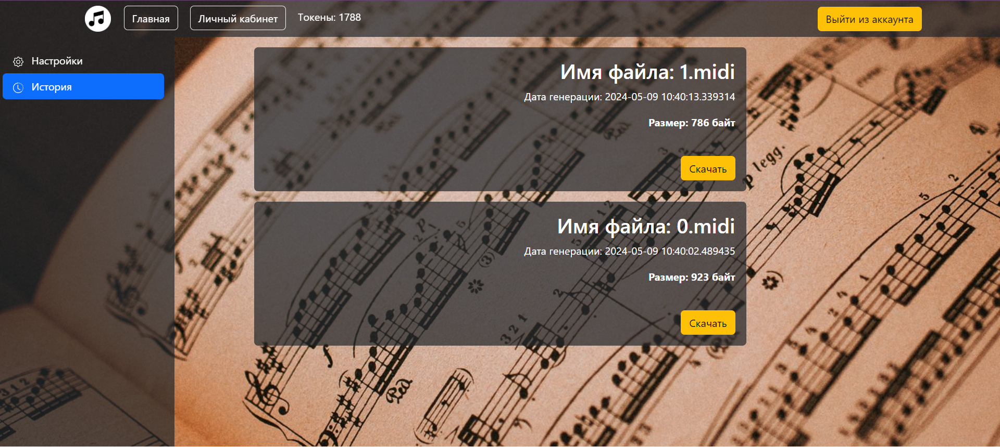 Главная
Личный кабинет
Токены: 1788
Выйти из аккаунта
Настройки
История
Имя файла: 1.midi
Дата генерации: 2024-05-09 10:40:13.339314
Размер: 786 байт
Скачать
Имя файла: 0.midi
Дата генерации: 2024-05-09 10:40:02.489435
Размер: 923 байт
Скачать
p legg.